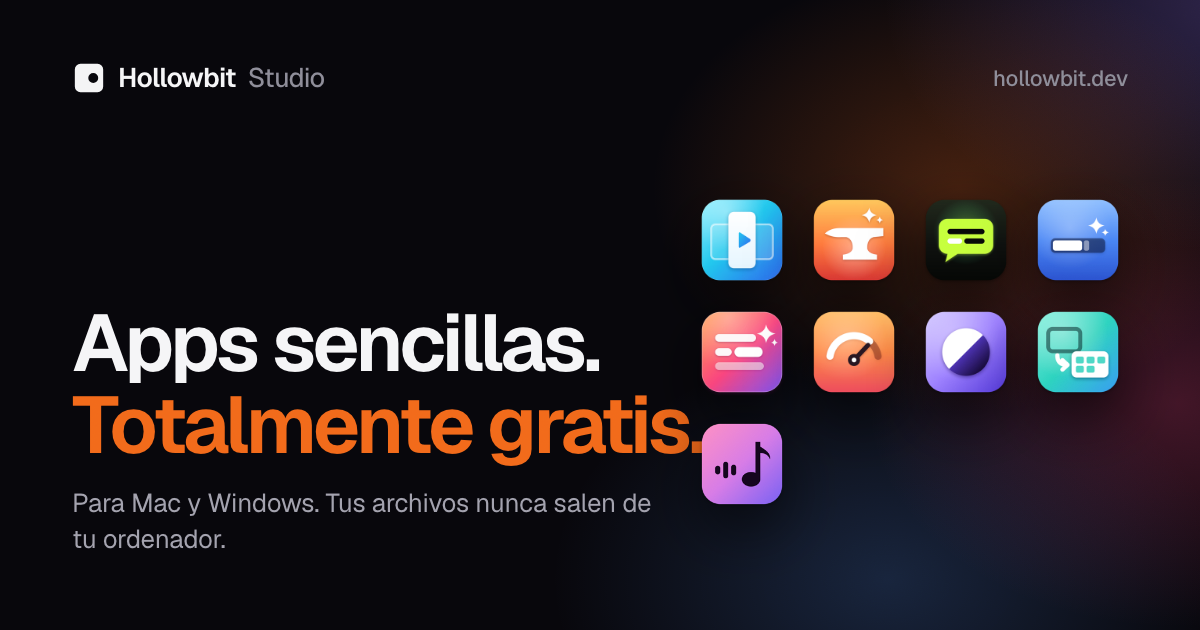 Hollowbit Studio
hollowbit.dev
Apps sencillas.
Totalmente gratis.
Para Mac y Windows. Tus archivos nunca salen de
tu ordenador.